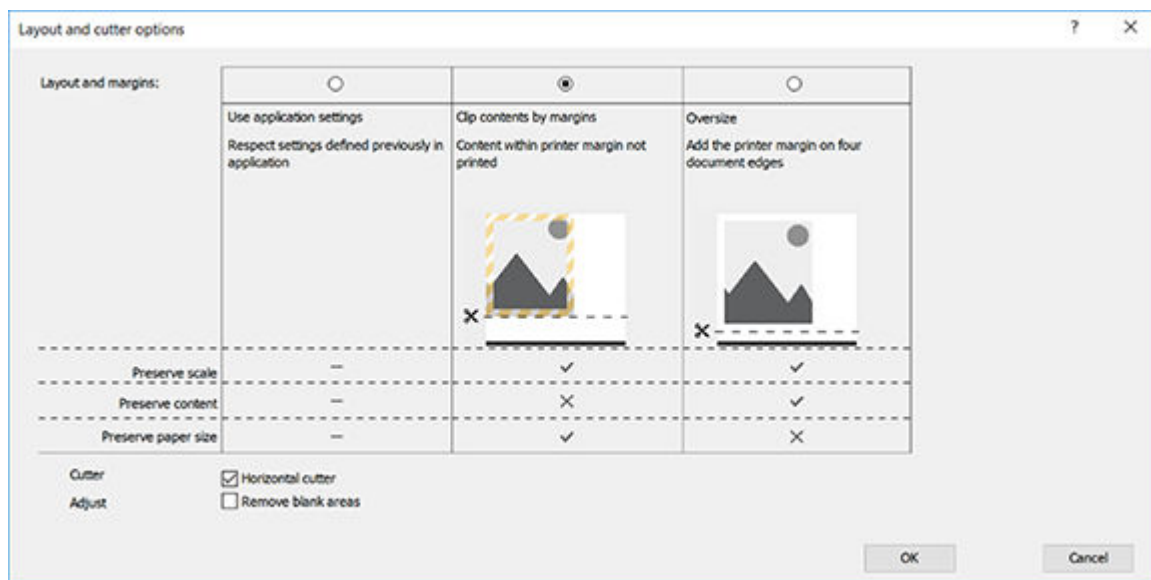 Layout and cutter options
?
Layout and margins:
Use application settings
Clip contents by margins
Oversize
Respect settings defined previously in
application
Content within printer margin not
printed
Add the printer margin on four
document edges
Preserve scale
Preserve content
Preserve paper size
Cutter
Horizontal cutter
Adjust
Remove blank areas
OK
Cancel